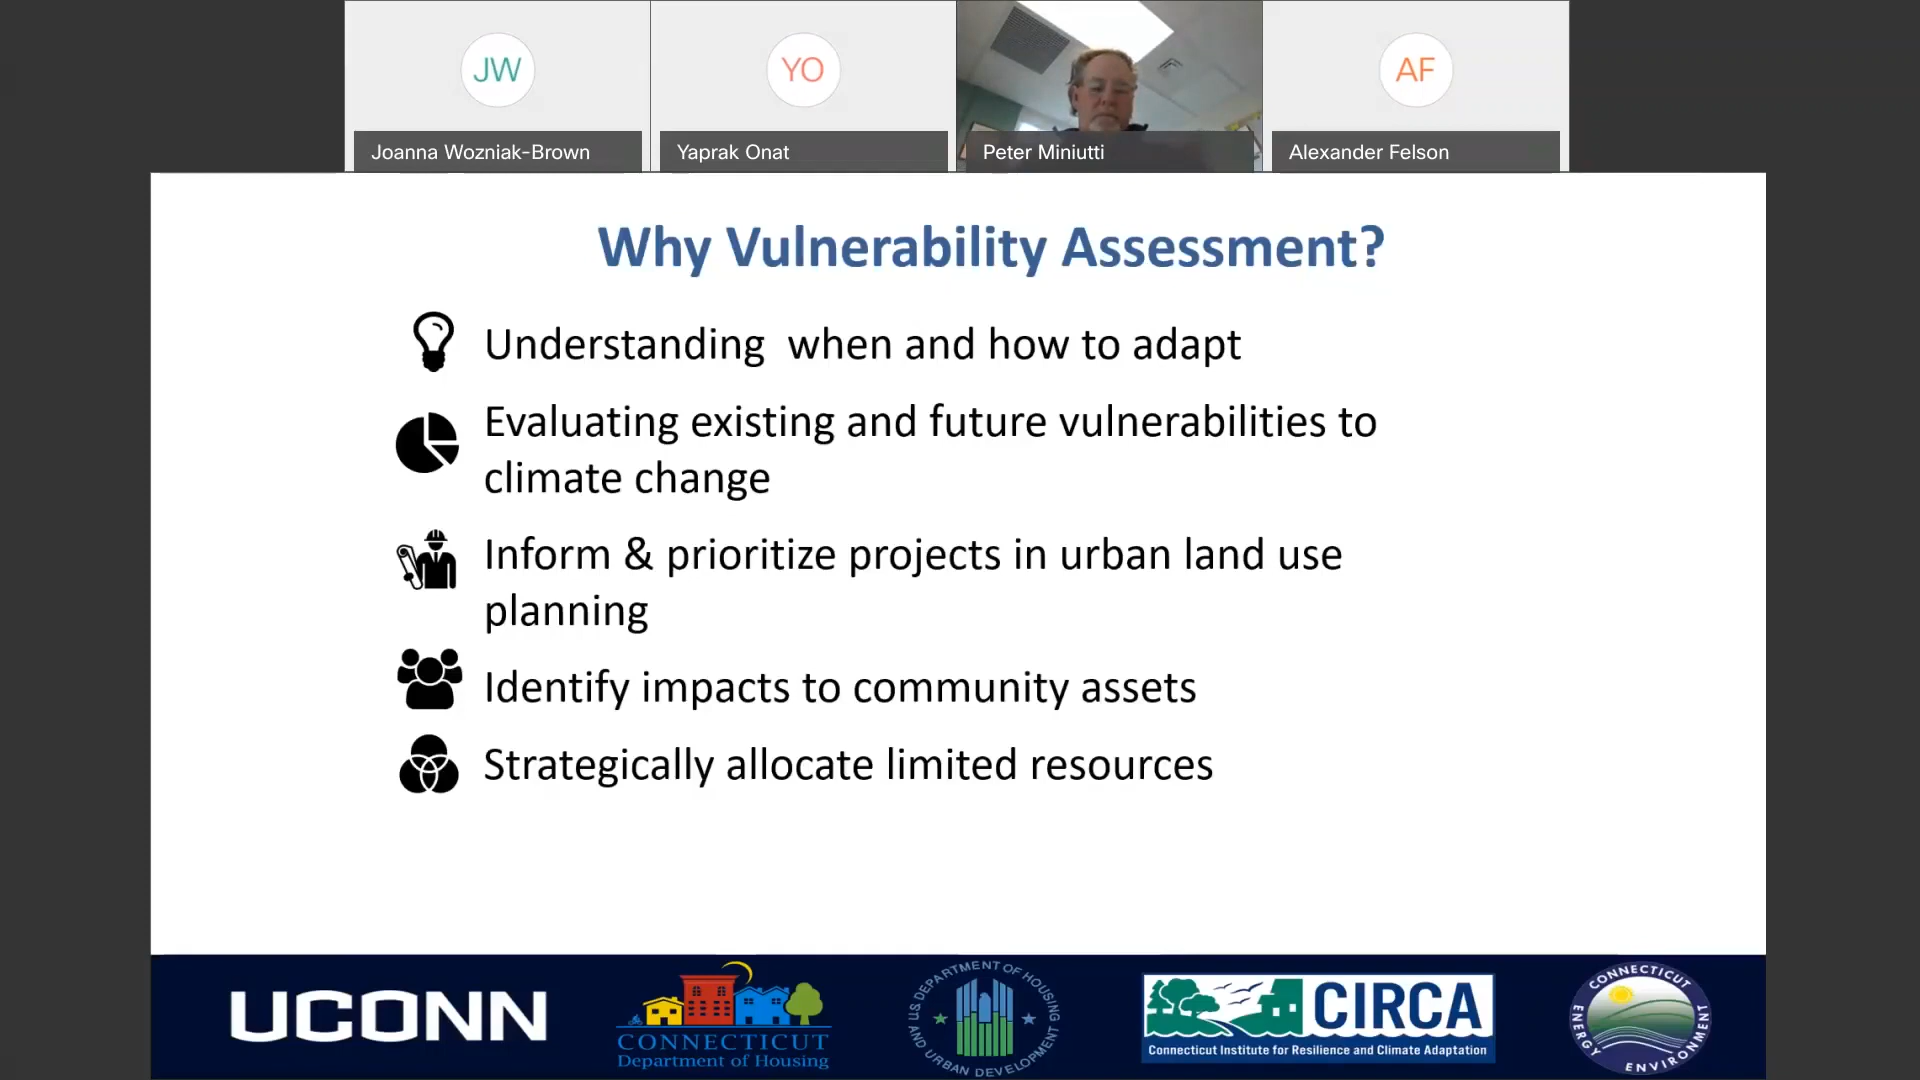 JW
YO
AF
Joanna Wozniak-Brown
Yaprak Onat
Peter Miniutti
Alexander Felson
Why Vulnerability Assessment?
Understanding  when and how to adapt
Evaluating existing and future vulnerabilities to
climate change
Inform & prioritize projects in urban land use
planning
Identify impacts to community assets
Strategically allocate limited resources
UCONN
CONNECTICUT
Department of Housing
US DEPARTMENT OF HOUSING
AND URBAN DEVELOPMENT
CIRCA
Connecticut Institute for Resilience and Climate Adaptation
CONNECTICUT
ENERGY
ENVIRONMENT